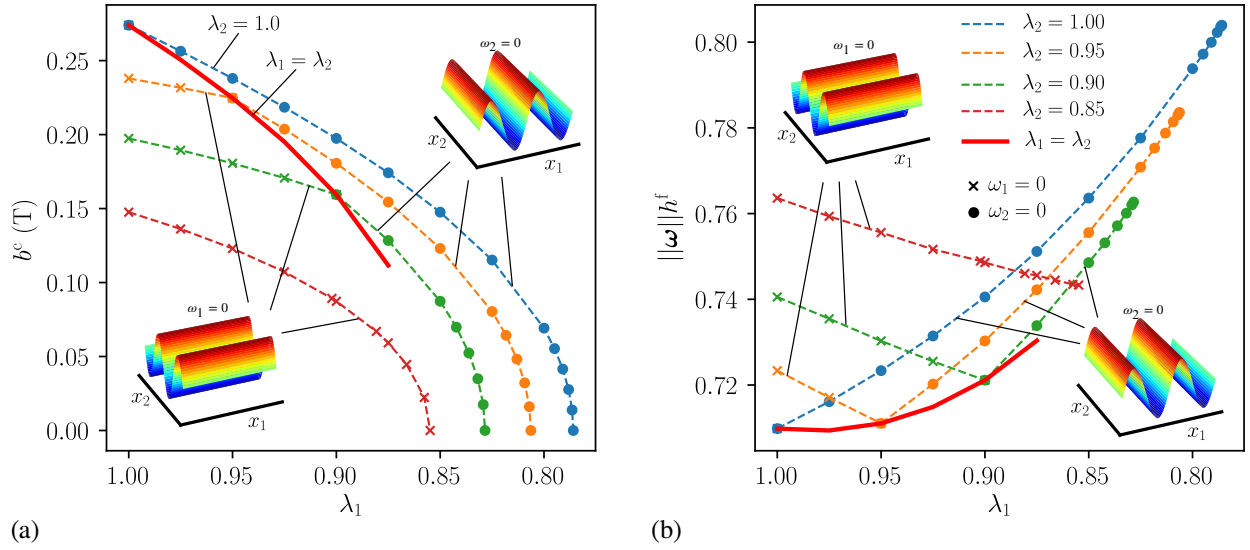 λ₂ = 1.0
λ₁ = λ₂
ω₂ = 0
x₂
x₁
ω₁ = 0
x₂
x₁
bᶜ (T)
0.25
0.20
0.15
0.10
0.05
0.00
1.00 0.95 0.90 0.85 0.80
λ₁
(a)
ω₁ = 0
x₂
x₁
λ₂ = 1.00
λ₂ = 0.95
λ₂ = 0.90
λ₂ = 0.85
λ₁ = λ₂
ω₁ = 0
ω₂ = 0
ω₂ = 0
x₂
x₁
||ω||hᶠ
0.80
0.78
0.76
0.74
0.72
1.00 0.95 0.90 0.85 0.80
λ₁
(b)